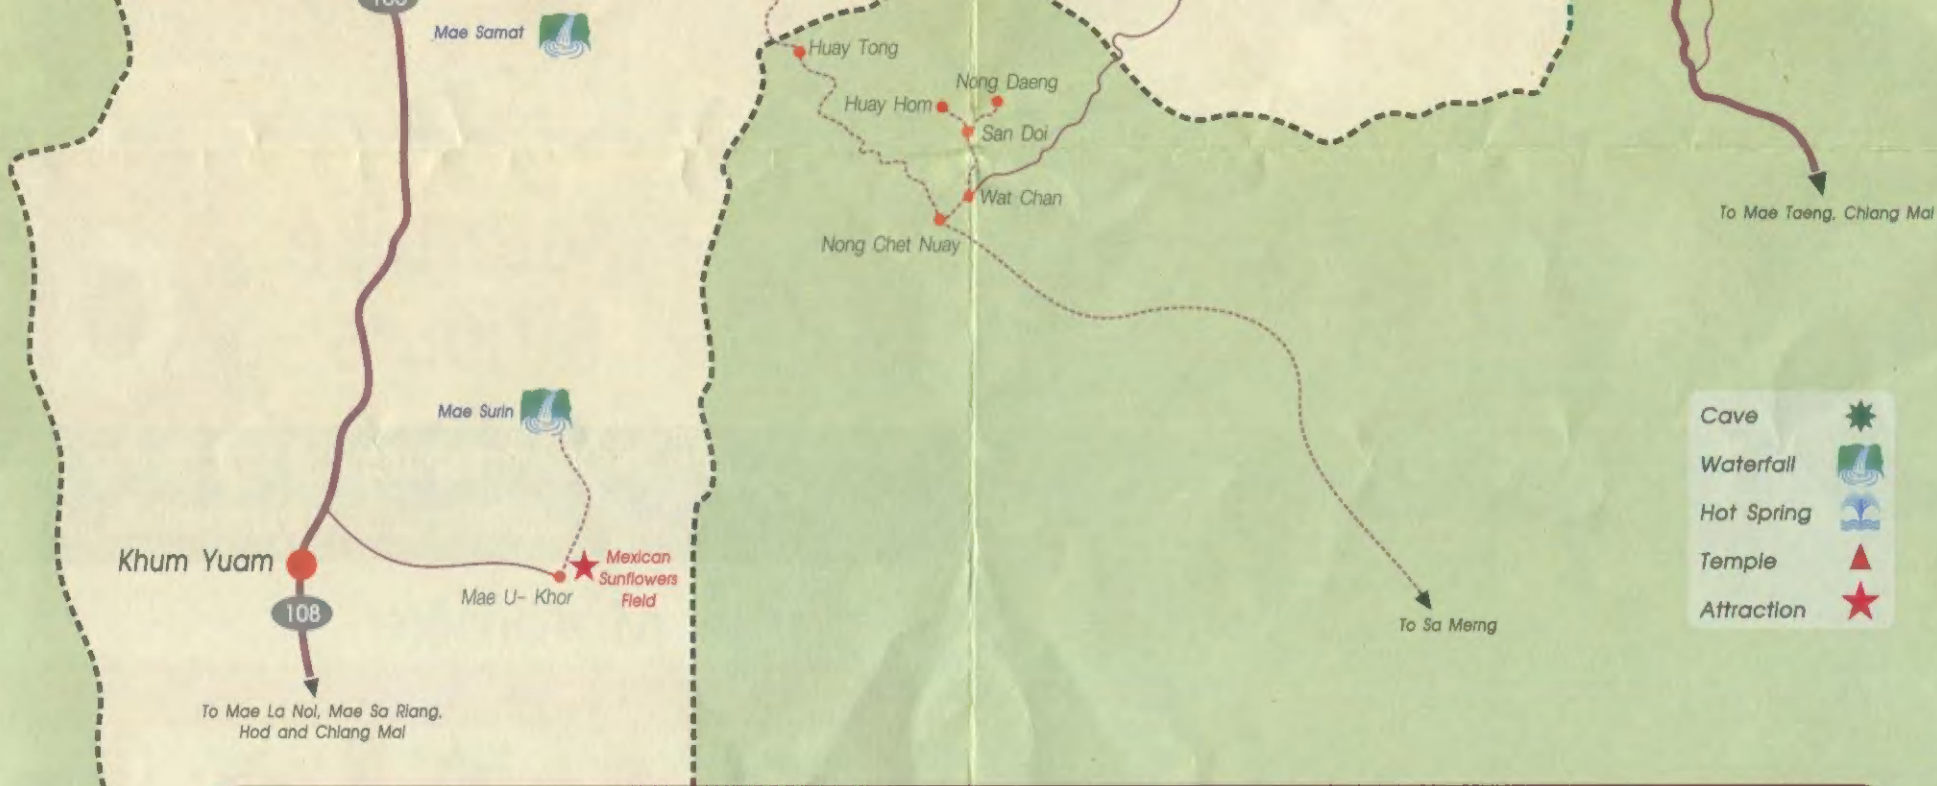 Mae Samat
Huay Tong
Nong Daeng
Huay Hom
San Doi
Wat Chan
Nong Chet Nuay
To Mae Taeng, Chiang Mai
Mae Surin
Cave
Waterfall
Hot Spring
Temple
Attraction
Khum Yuam
Mexican
Sunflowers
Field
Mae U- Khor
108
To Sa Merng
To Mae La Noi, Mae Sa Riang,
Hod and Chiang Mai